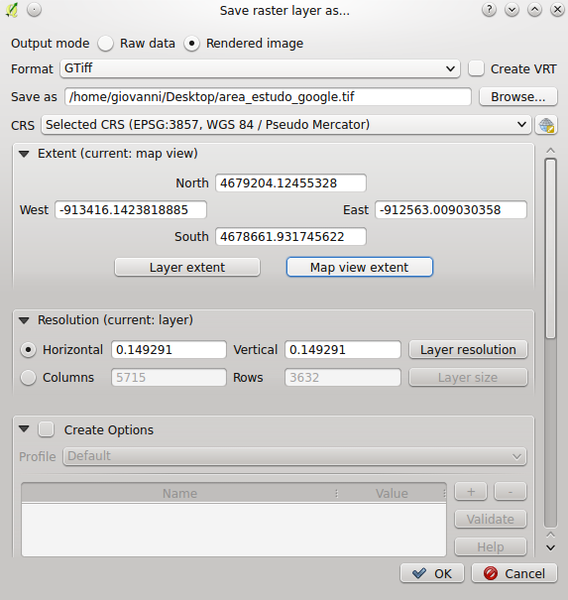 Save raster layer as...
Output mode Raw data Rendered image
Format GTiff Create VRT
Save as /home/giovanni/Desktop/area_estudo_google.tif Browse...
CRS Selected CRS (EPSG:3857, WGS 84 / Pseudo Mercator)
Extent (current: map view)
North 4679204.12455328
West -913416.1423818885 East -912563.009030358
South 4678661.931745622
Layer extent Map view extent
Resolution (current: layer)
Horizontal 0.149291 Vertical 0.149291 Layer resolution
Columns 5715 Rows 3632 Layer size
Create Options
Profile Default
Name Value + -
Validate
Help
OK Cancel